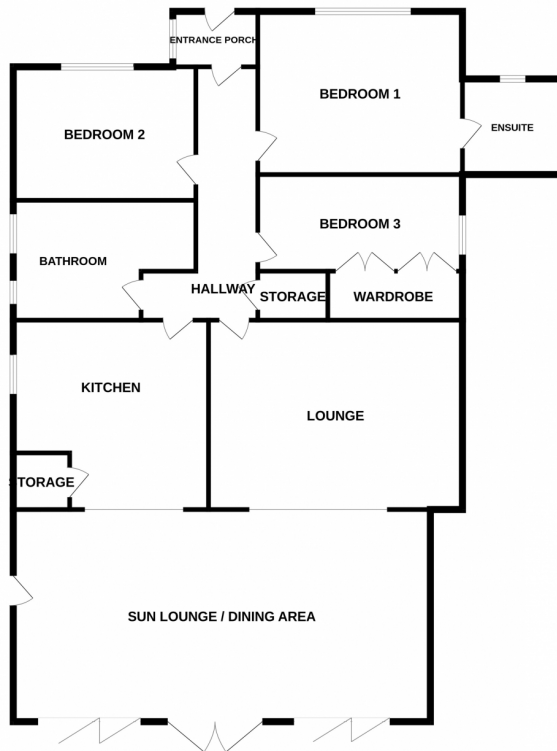 ENTRANCE PORCH
BEDROOM 1
BEDROOM 2
ENSUITE
BEDROOM 3
BATHROOM
HALLWAY
STORAGE
WARDROBE
KITCHEN
LOUNGE
STORAGE
SUN LOUNGE / DINING AREA